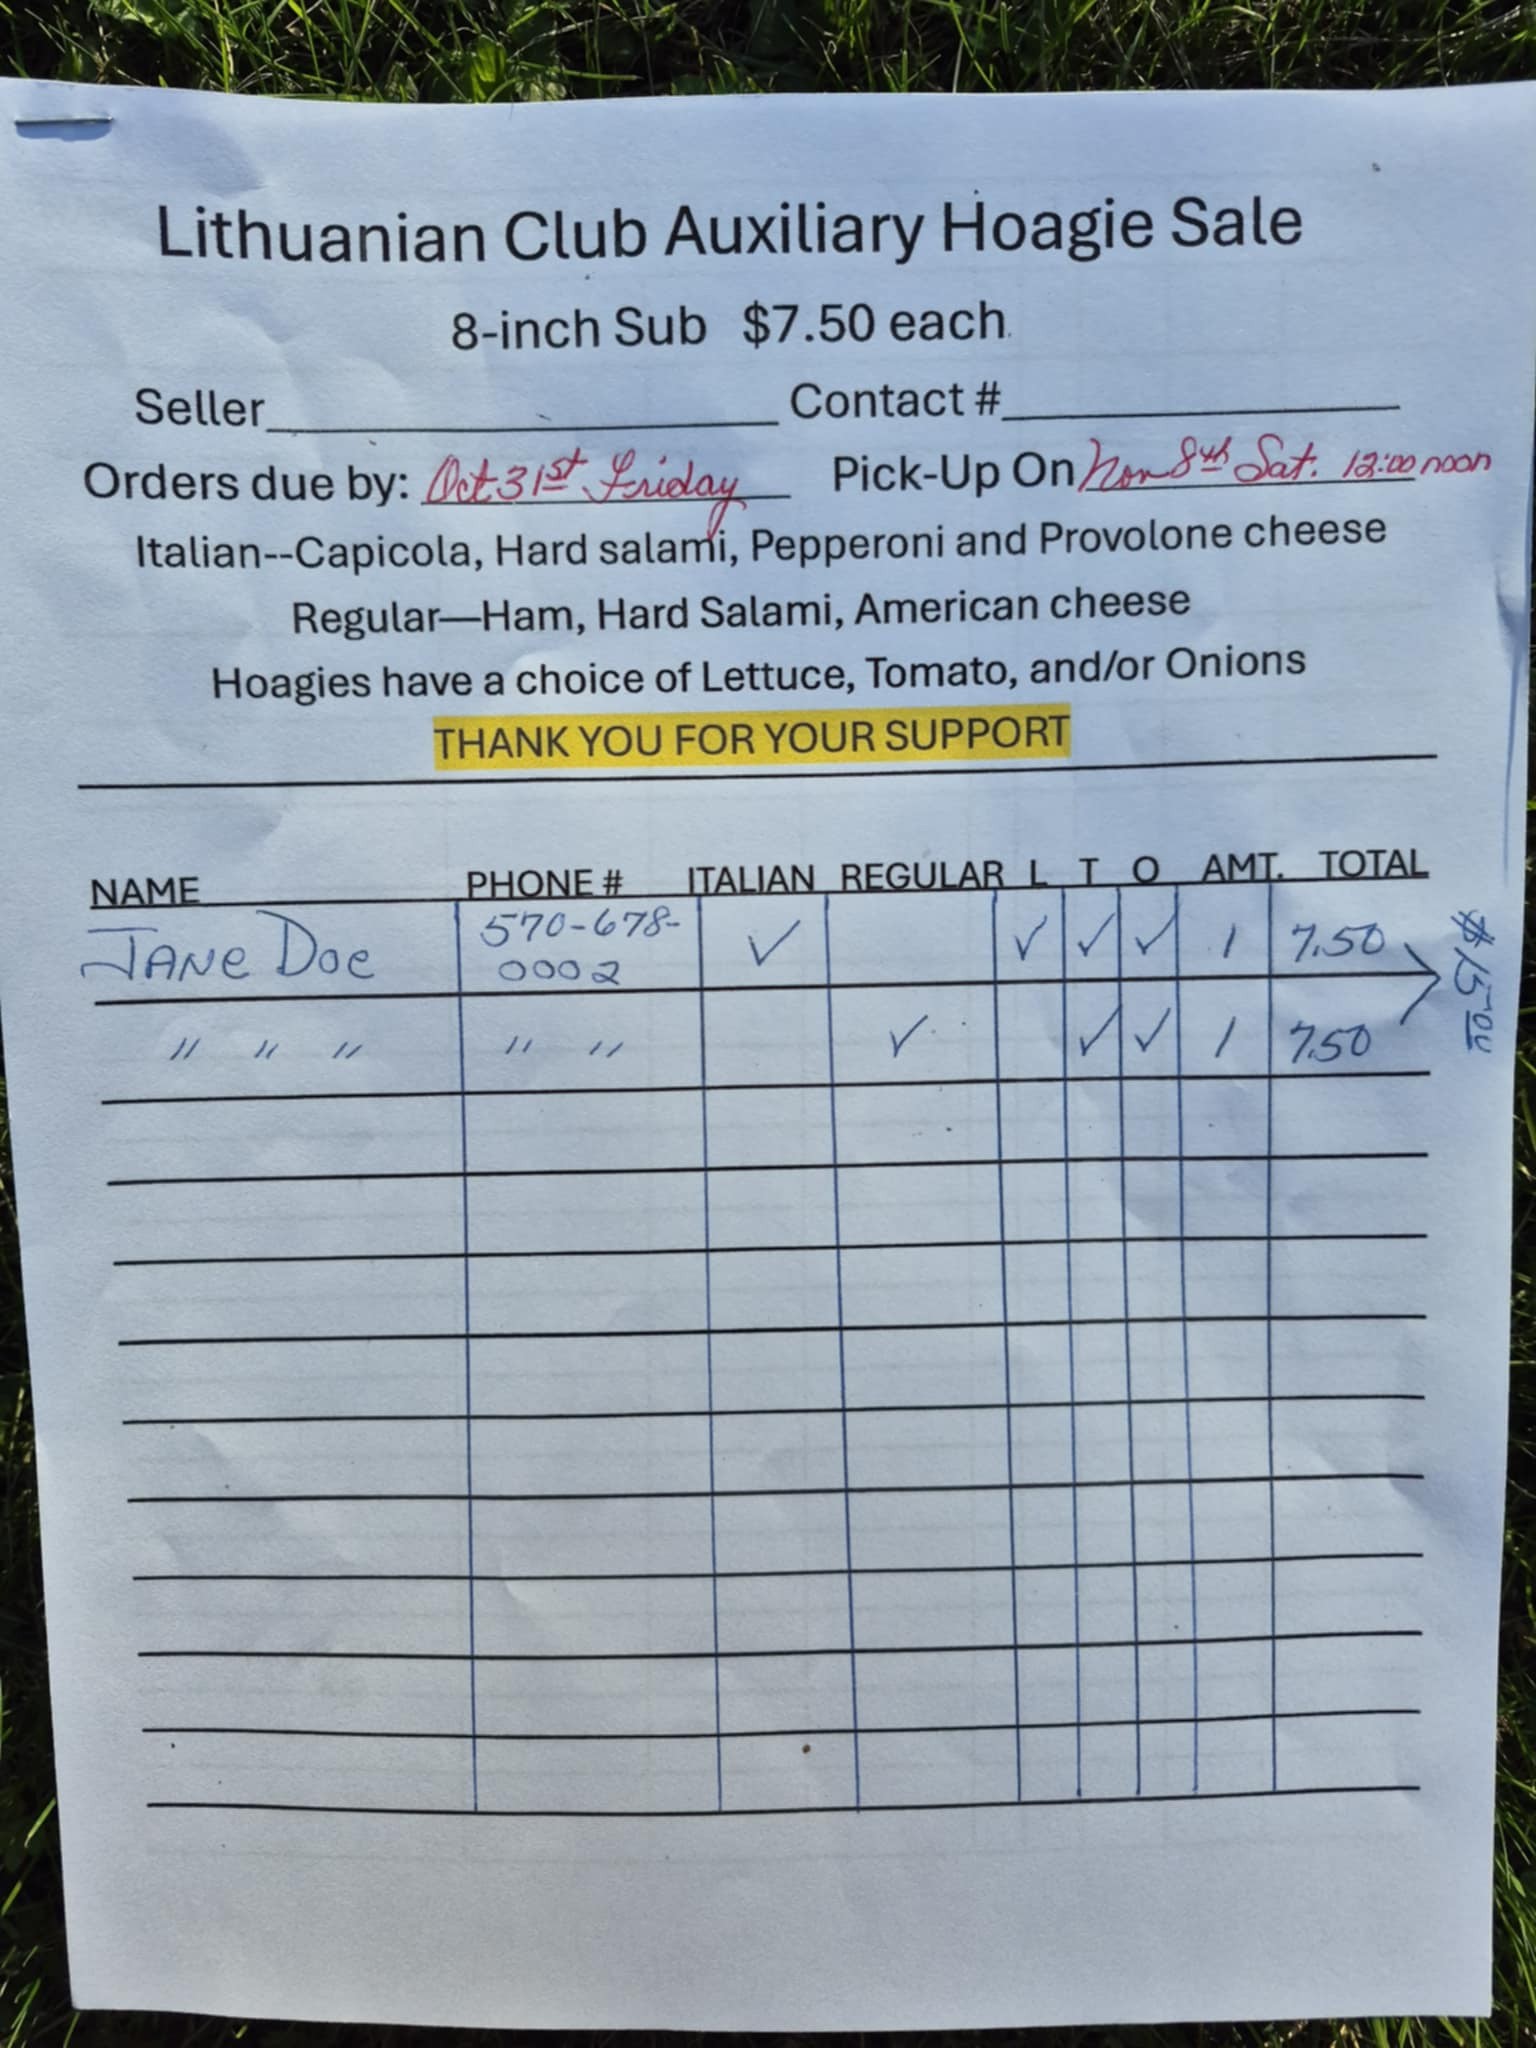 Lithuanian Club Auxiliary Hoagie Sale
8-inch Sub $7.50 each
Seller Contact #
Orders due by: Oct 31st Friday Pick-Up On Nov 8th Sat. 12:00 noon
Italian--Capicola, Hard salami, Pepperoni and Provolone cheese
Regular—Ham, Hard Salami, American cheese
Hoagies have a choice of Lettuce, Tomato, and/or Onions
THANK YOU FOR YOUR SUPPORT
NAME PHONE # ITALIAN REGULAR L T O AMT. TOTAL
JANE DOE 570-678-0002 ✓ ✓ ✓ ✓ 1 7.50
" " " " " ✓ ✓ ✓ 1 7.50
$15.00